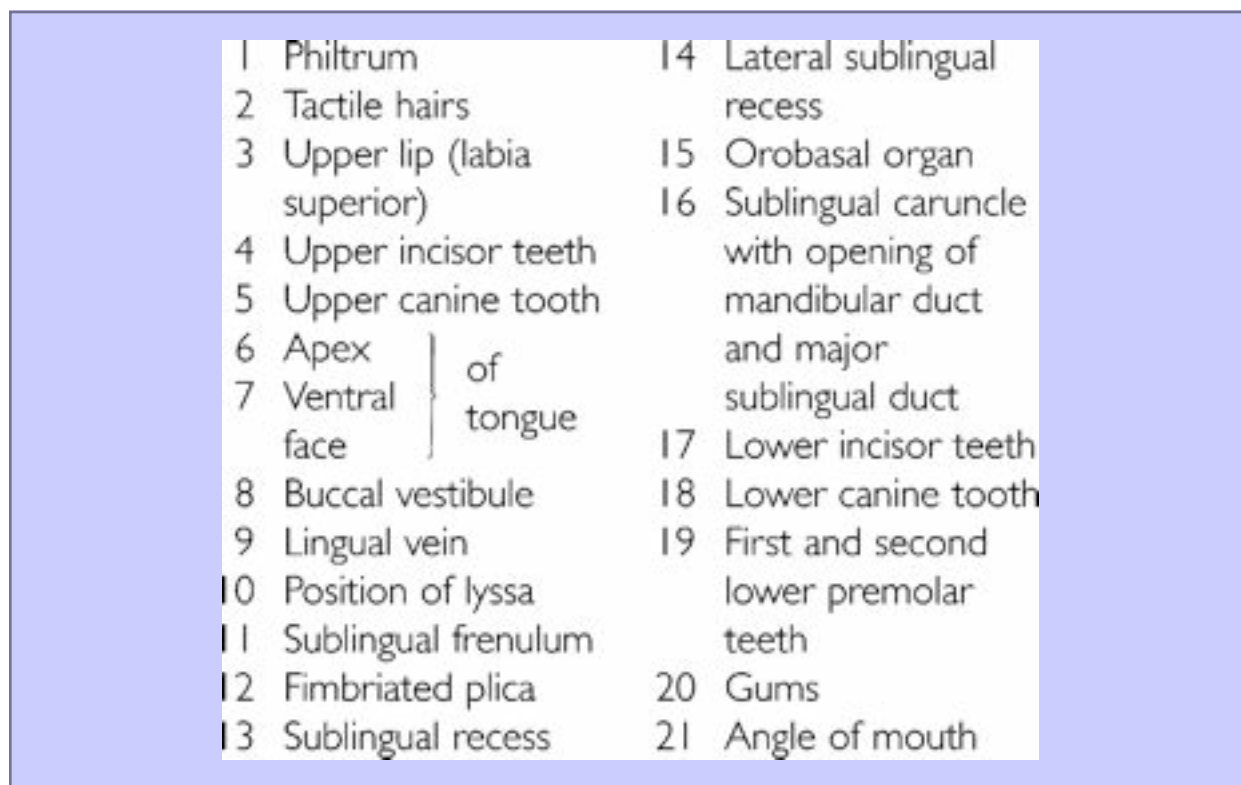 1 Philtrum
2 Tactile hairs
3 Upper lip (labia
superior)
4 Upper incisor teeth
5 Upper canine tooth
6 Apex
7 Ventral
face
of
tongue
8 Buccal vestibule
9 Lingual vein
10 Position of lyssa
11 Sublingual frenulum
12 Fimbriated plica
13 Sublingual recess
14 Lateral sublingual
recess
15 Orobasal organ
16 Sublingual caruncle
with opening of
mandibular duct
and major
sublingual duct
17 Lower incisor teeth
18 Lower canine tooth
19 First and second
lower premolar
teeth
20 Gums
21 Angle of mouth